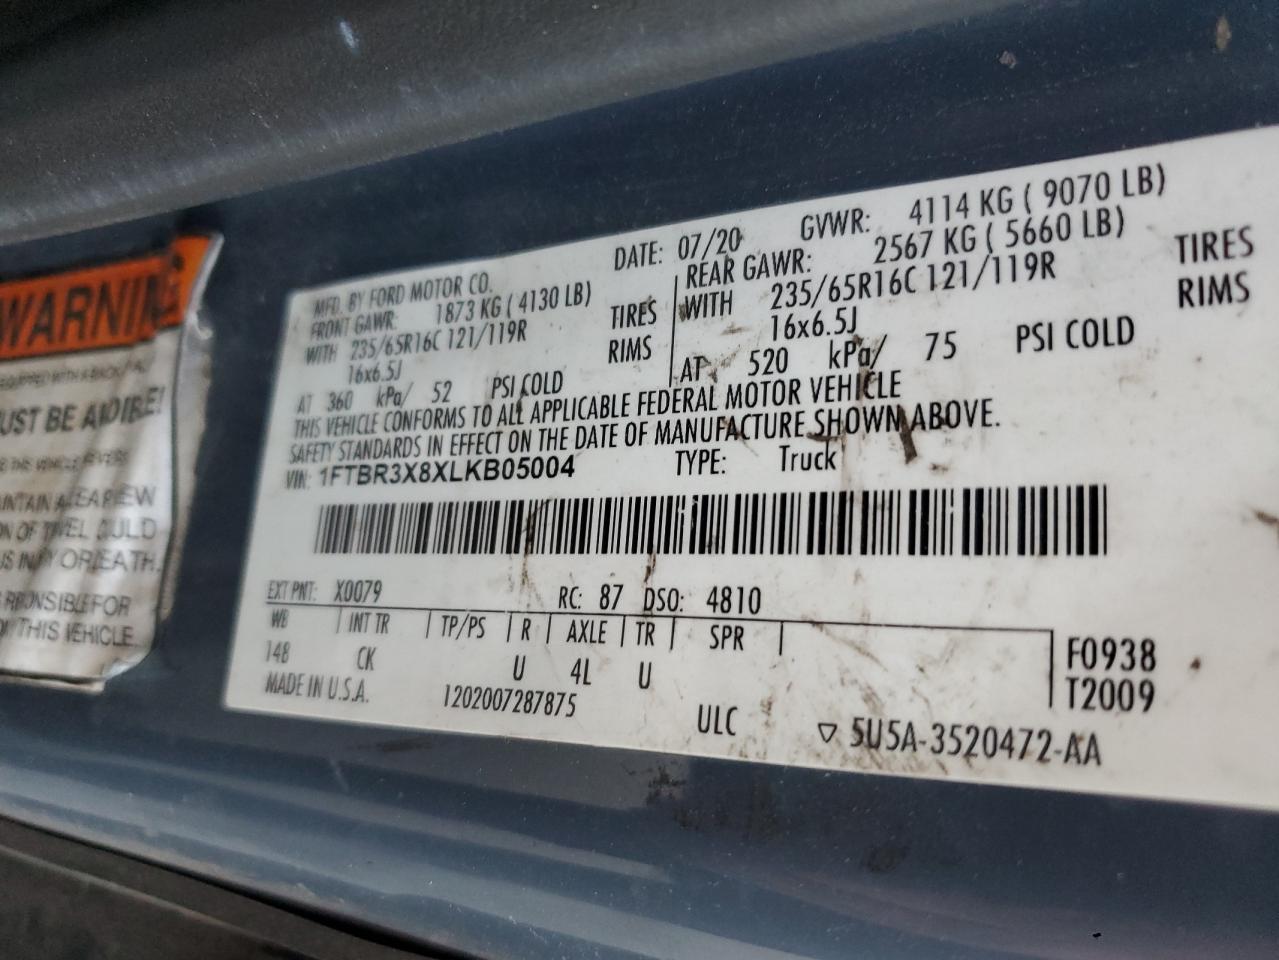 WARNING
UST BE AUDIBLE!
OF THIS VEHICLE.
MFD. BY FORD MOTOR CO.
DATE: 07/20
GVWR: 4114 KG ( 9070 LB)
FRONT GAWR: 1873 KG ( 4130 LB)
REAR GAWR: 2567 KG ( 5660 LB)
WITH 235/65R16C 121/119R TIRES
WITH 235/65R16C 121/119R TIRES
16x6.5J RIMS
16x6.5J RIMS
AT 360 kPa/ 52 PSI COLD
AT 520 kPa/ 75 PSI COLD
THIS VEHICLE CONFORMS TO ALL APPLICABLE FEDERAL MOTOR VEHICLE
SAFETY STANDARDS IN EFFECT ON THE DATE OF MANUFACTURE SHOWN ABOVE.
VIN: 1FTBR3X8XLKB05004 TYPE: Truck
EXT PNT: X0079 RC: 87 DSO: 4810
WB INT TR TP/PS R AXLE TR SPR
148 CK U 4L U
F0938
T2009
MADE IN U.S.A. 1202007287875 ULC
▽ 5U5A-3520472-AA